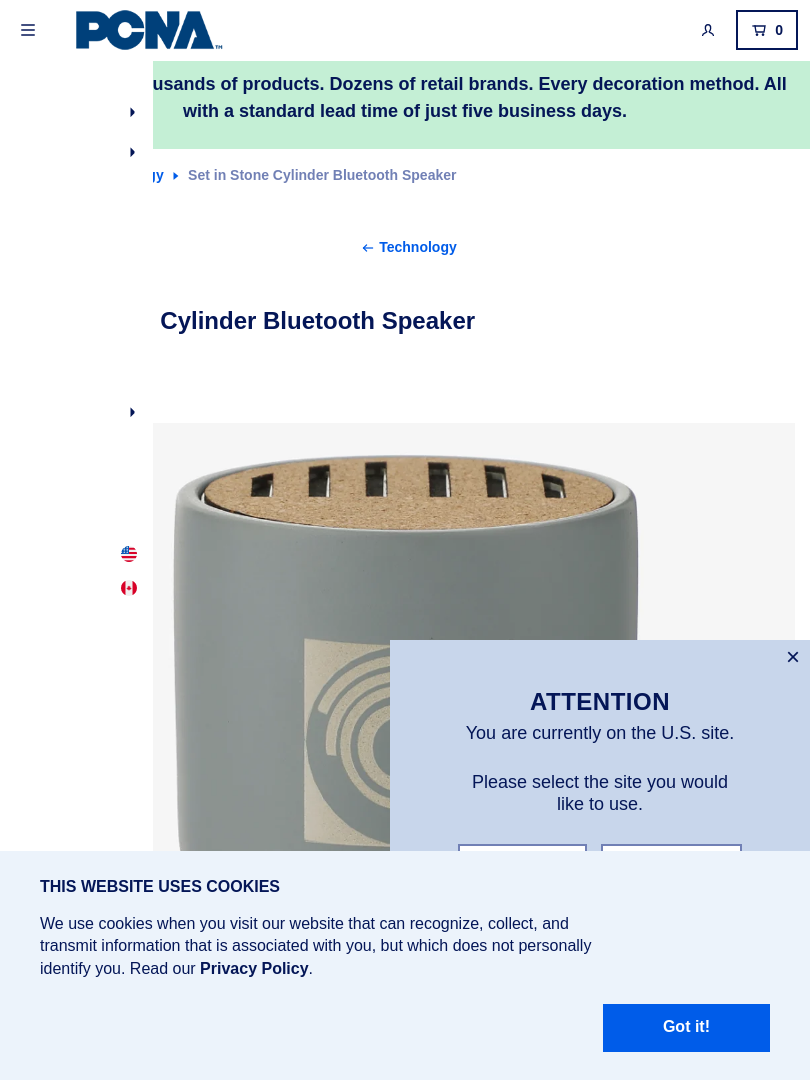 PCNA™
0
usands of products. Dozens of retail brands. Every decoration method. All
with a standard lead time of just five business days.
gy Set in Stone Cylinder Bluetooth Speaker
Technology
Cylinder Bluetooth Speaker
ATTENTION
You are currently on the U.S. site.
Please select the site you would
like to use.
THIS WEBSITE USES COOKIES
We use cookies when you visit our website that can recognize, collect, and
transmit information that is associated with you, but which does not personally
identify you. Read our Privacy Policy.
Got it!